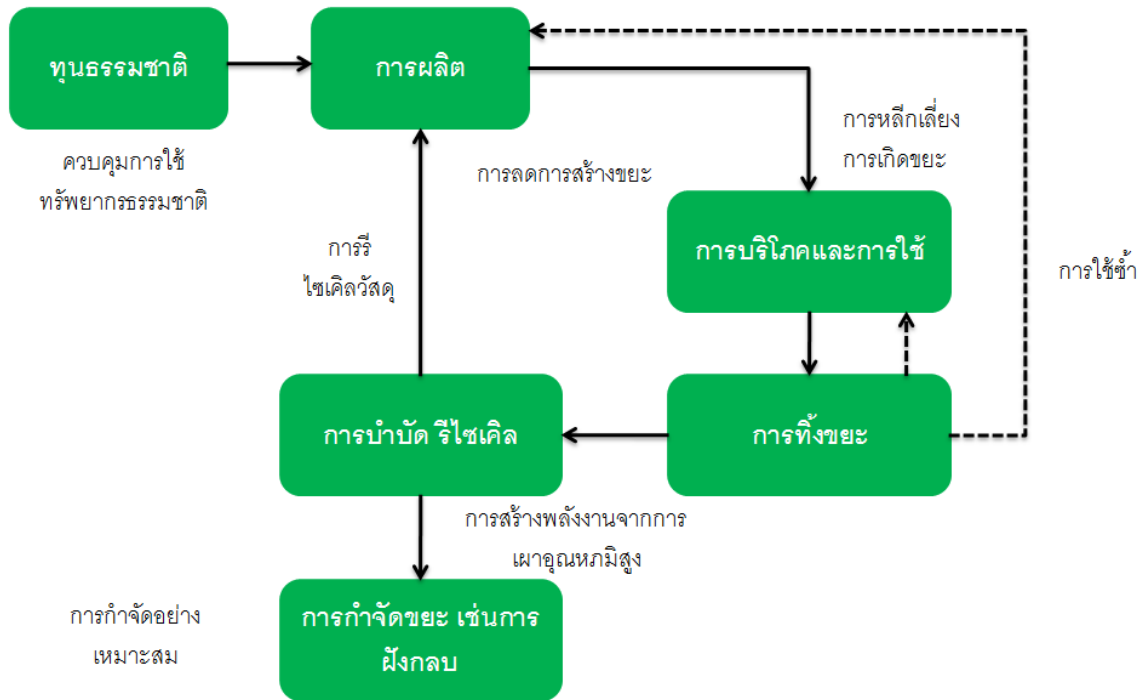 ทุนธรรมชาติ
การผลิต
ควบคุมการใช้
ทรัพยากรธรรมชาติ
การลดการสร้างขยะ
การหลีกเลี่ยง
การเกิดขยะ
การรี
ไซเคิลวัสดุ
การบริโภคและการใช้
การใช้ซ้ำ
การบำบัด รีไซเคิล
การทิ้งขยะ
การสร้างพลังงานจากการ
เผาอุณหภมิสูง
การกำจัดอย่าง
เหมาะสม
การกำจัดขยะ เช่นการ
ฝังกลบ